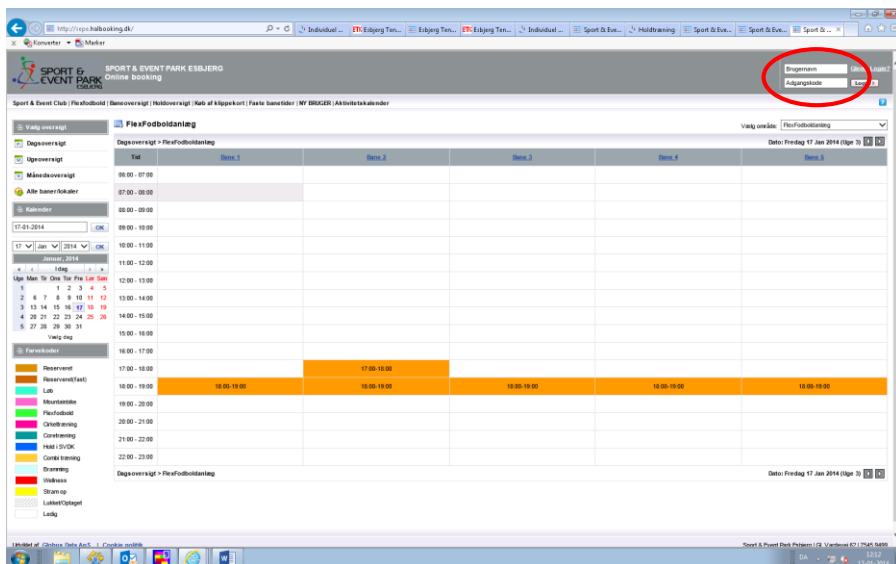 http://seps.halbooking.dk/
Individuel ...
ETK Esbjerg Ten...
Esbjerg Ten...
ETK Esbjerg Ten...
Individuel ...
Sport & Eve...
Holdtræning
Sport & Eve...
Sport & Eve...
Sport & ...
x Konverter Marker
SPORT & EVENT PARK
SPORT & EVENT PARK ESBJERG
Online booking
Brugernavn
Adgangskode
Sport & Event Club | Flexfodbold | Baneoversigt | Holdoversigt | Køb af klippekort | Faste banetider | NY BRUGER | Aktivitetskalender
Vælg oversigt
Dagsoversigt
Ugeoversigt
Månedsoversigt
Alle baner/lokaler
Kalender
17-01-2014 OK
17 Jan 2014 OK
Januar, 2014
« ‹ I dag › »
Uge Man Tir Ons Tor Fre Lør Søn
1 1 2 3 4 5
2 6 7 8 9 10 11 12
3 13 14 15 16 17 18 19
4 20 21 22 23 24 25 26
5 27 28 29 30 31
Vælg dag
Farvekoder
Reserveret
Reserveret(fast)
Løb
Mountainbike
Flexfodbold
Cirkeltræning
Coretræning
Hold i SVDK
Combi træning
Bramming
Wellness
Stram op
Lukket/Optaget
Ledig
FlexFodboldanlæg
Vælg område: FlexFodboldanlæg
Dagsoversigt > FlexFodboldanlæg
Dato: Fredag 17 Jan 2014 (Uge 3)
Tid Bane 1 Bane 2 Bane 3 Bane 4 Bane 5
06:00 - 07:00
07:00 - 08:00
08:00 - 09:00
09:00 - 10:00
10:00 - 11:00
11:00 - 12:00
12:00 - 13:00
13:00 - 14:00
14:00 - 15:00
15:00 - 16:00
16:00 - 17:00
17:00 - 18:00 17:00-18:00
18:00 - 19:00 18:00-19:00 18:00-19:00 18:00-19:00 18:00-19:00 18:00-19:00
19:00 - 20:00
20:00 - 21:00
21:00 - 22:00
22:00 - 23:00
Dagsoversigt > FlexFodboldanlæg
Dato: Fredag 17 Jan 2014 (Uge 3)
Udviklet af Globus Data ApS | Cookie politik
Sport & Event Park Esbjerg | Gl. Vardevej 82 | 7545 9499
DA
12:12
17-01-2014